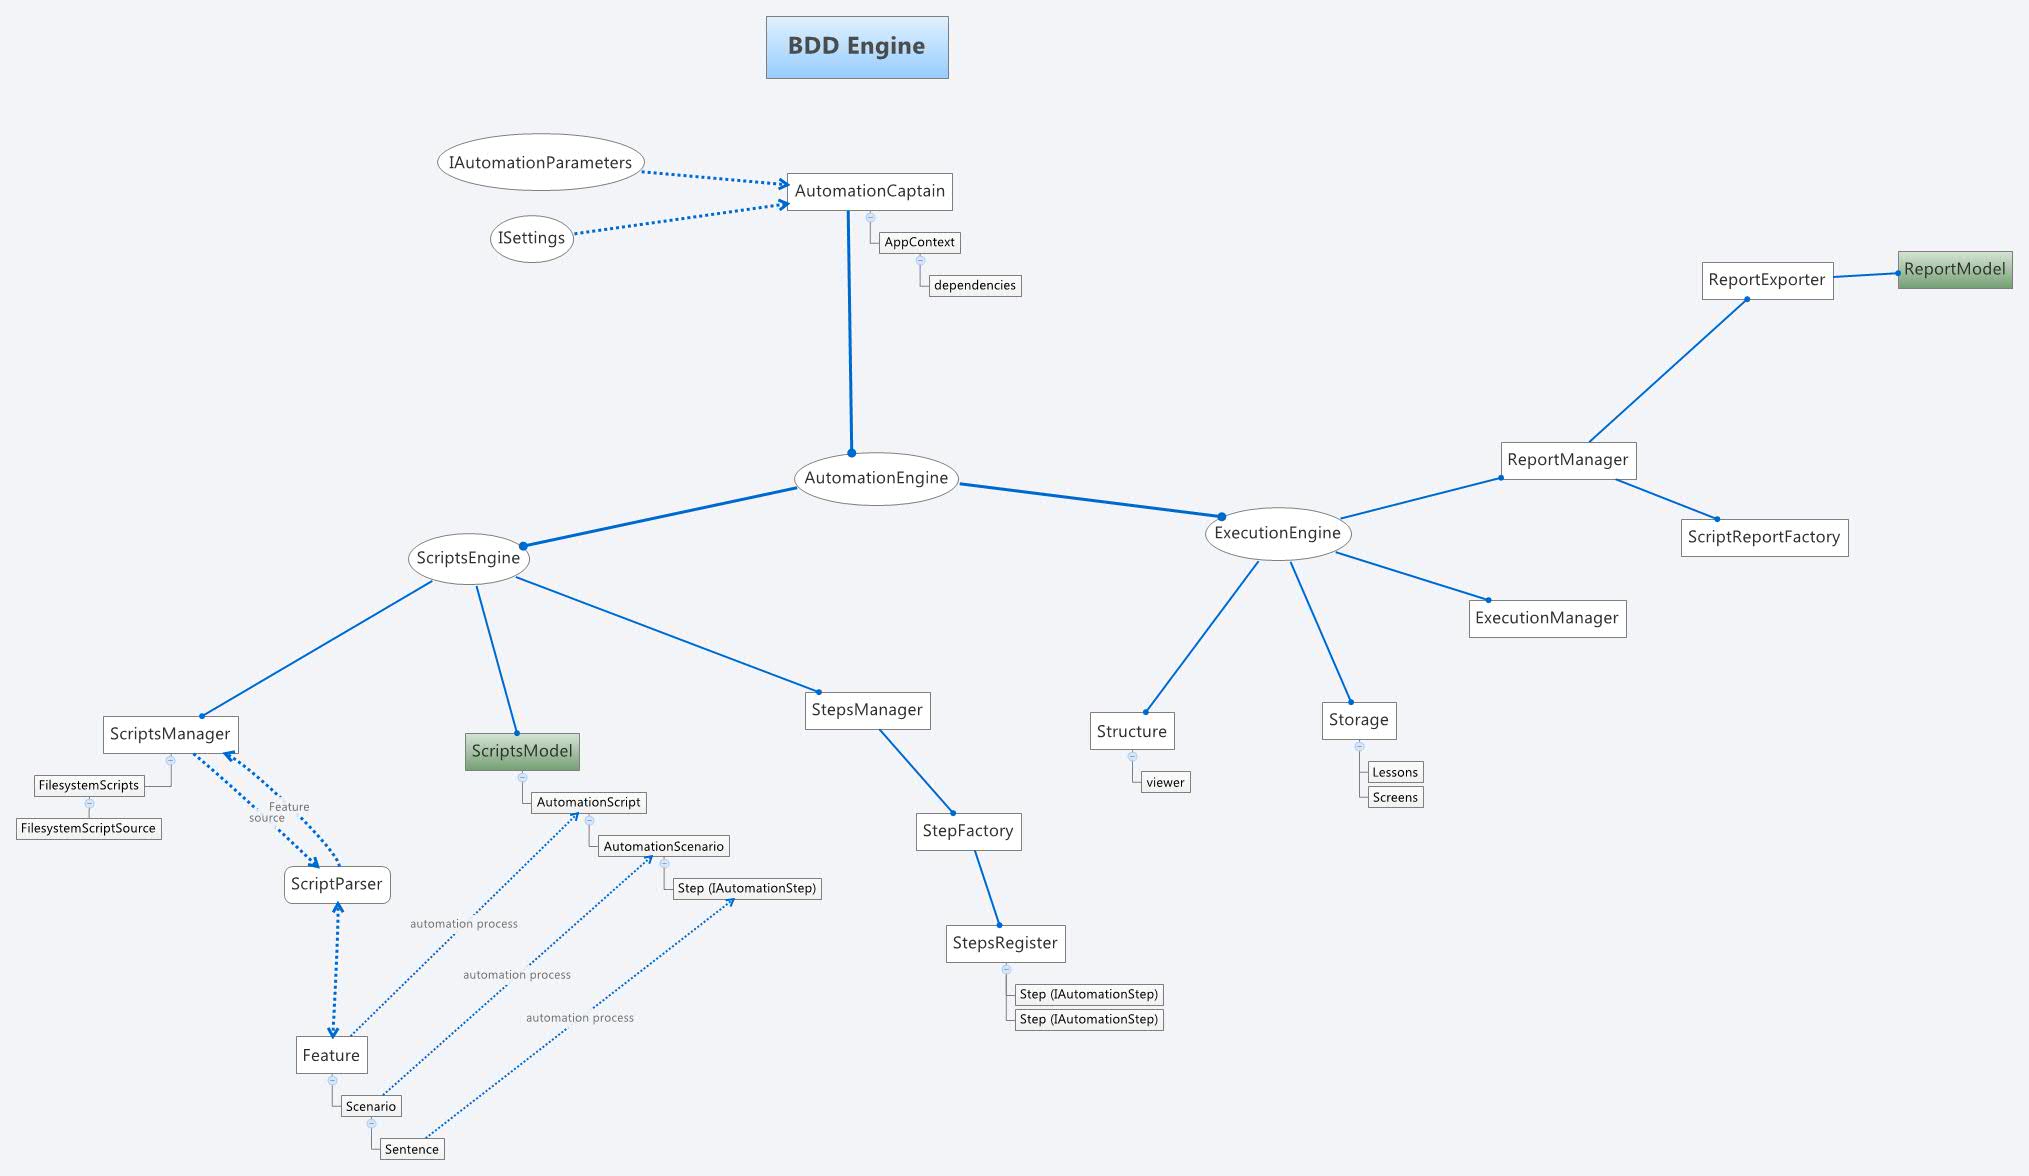 BDD Engine
IAutomationParameters
AutomationCaptain
ISettings
AppContext
dependencies
ReportExporter
ReportModel
ReportManager
ScriptReportFactory
AutomationEngine
ExecutionEngine
ScriptsEngine
ExecutionManager
StepsManager
Structure
viewer
Storage
Lessons
Screens
ScriptsManager
FilesystemScripts
FilesystemScriptSource
ScriptsModel
AutomationScript
AutomationScenario
Step (IAutomationStep)
Feature
source
StepFactory
ScriptParser
automation process
automation process
automation process
StepsRegister
Step (IAutomationStep)
Step (IAutomationStep)
Feature
Scenario
Sentence